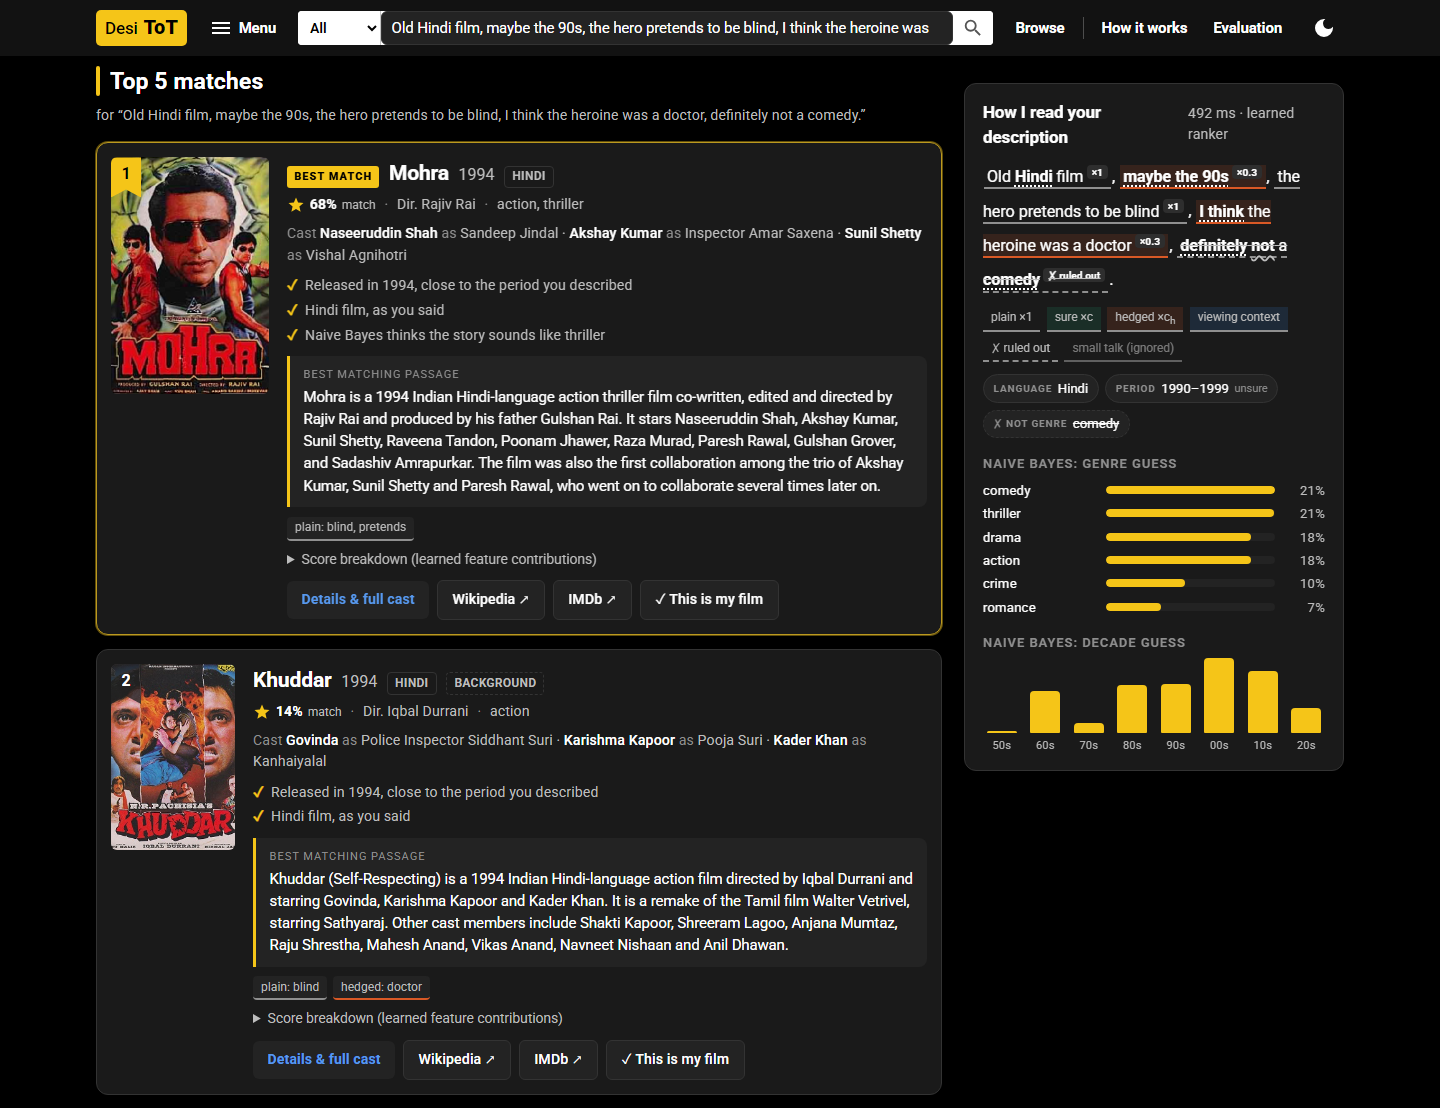 Desi ToT
Menu
All
Old Hindi film, maybe the 90s, the hero pretends to be blind, I think the heroine was
Browse
How it works
Evaluation
Top 5 matches
for “Old Hindi film, maybe the 90s, the hero pretends to be blind, I think the heroine was a doctor, definitely not a comedy.”
1
MOHRA
PRODUCED BY GULSHAN RAI DIRECTED BY RAJIV RAI
BEST MATCH Mohra 1994 HINDI
68% match · Dir. Rajiv Rai · action, thriller
Cast Naseeruddin Shah as Sandeep Jindal · Akshay Kumar as Inspector Amar Saxena · Sunil Shetty
as Vishal Agnihotri
✓ Released in 1994, close to the period you described
✓ Hindi film, as you said
✓ Naive Bayes thinks the story sounds like thriller
BEST MATCHING PASSAGE
Mohra is a 1994 Indian Hindi-language action thriller film co-written, edited and directed by
Rajiv Rai and produced by his father Gulshan Rai. It stars Naseeruddin Shah, Akshay Kumar,
Sunil Shetty, Raveena Tandon, Poonam Jhawer, Raza Murad, Paresh Rawal, Gulshan Grover,
and Sadashiv Amrapurkar. The film was also the first collaboration among the trio of Akshay
Kumar, Sunil Shetty and Paresh Rawal, who went on to collaborate several times later on.
plain: blind, pretends
▶ Score breakdown (learned feature contributions)
Details & full cast
Wikipedia ↗
IMDb ↗
✓ This is my film
2
N.R.PACHISIA'S
KHUDDAR
IQBAL DURRANI
Khuddar 1994 HINDI BACKGROUND
14% match · Dir. Iqbal Durrani · action
Cast Govinda as Police Inspector Siddhant Suri · Karishma Kapoor as Pooja Suri · Kader Khan as
Kanhaiyalal
✓ Released in 1994, close to the period you described
✓ Hindi film, as you said
BEST MATCHING PASSAGE
Khuddar (Self-Respecting) is a 1994 Indian Hindi-language action film directed by Iqbal Durrani and
starring Govinda, Karishma Kapoor and Kader Khan. It is a remake of the Tamil film Walter Vetrivel,
starring Sathyaraj. Other cast members include Shakti Kapoor, Shreeram Lagoo, Anjana Mumtaz,
Raju Shrestha, Mahesh Anand, Vikas Anand, Navneet Nishaan and Anil Dhawan.
plain: blind
hedged: doctor
▶ Score breakdown (learned feature contributions)
Details & full cast
Wikipedia ↗
IMDb ↗
✓ This is my film
How I read your
description
492 ms · learned
ranker
Old Hindi film ×1 , maybe the 90s ×0.3 , the
hero pretends to be blind ×1 , I think the
heroine was a doctor ×0.3 , definitely not a
comedy ✗ ruled out .
plain ×1
sure ×c
hedged ×ch
viewing context
✗ ruled out
small talk (ignored)
LANGUAGE Hindi
PERIOD 1990–1999 unsure
✗ NOT GENRE comedy
NAIVE BAYES: GENRE GUESS
comedy 21%
thriller 21%
drama 18%
action 18%
crime 10%
romance 7%
NAIVE BAYES: DECADE GUESS
50s 60s 70s 80s 90s 00s 10s 20s